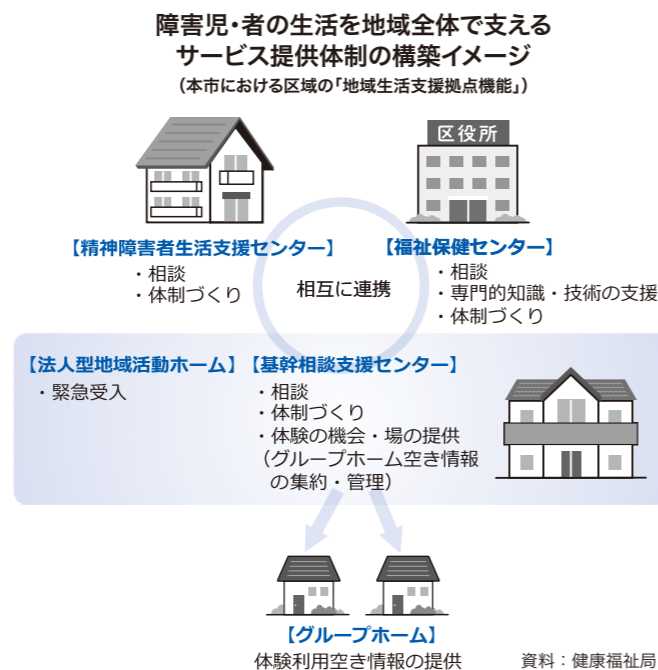 障害児・者の生活を地域全体で支える
サービス提供体制の構築イメージ
（本市における区域の「地域生活支援拠点機能」）
区役所
【精神障害者生活支援センター】
・相談
・体制づくり
【福祉保健センター】
・相談
・専門的知識・技術の支援
・体制づくり
相互に連携
【法人型地域活動ホーム】
・緊急受入
【基幹相談支援センター】
・相談
・体制づくり
・体験の機会・場の提供
（グループホーム空き情報
の集約・管理）
【グループホーム】
体験利用空き情報の提供
資料：健康福祉局